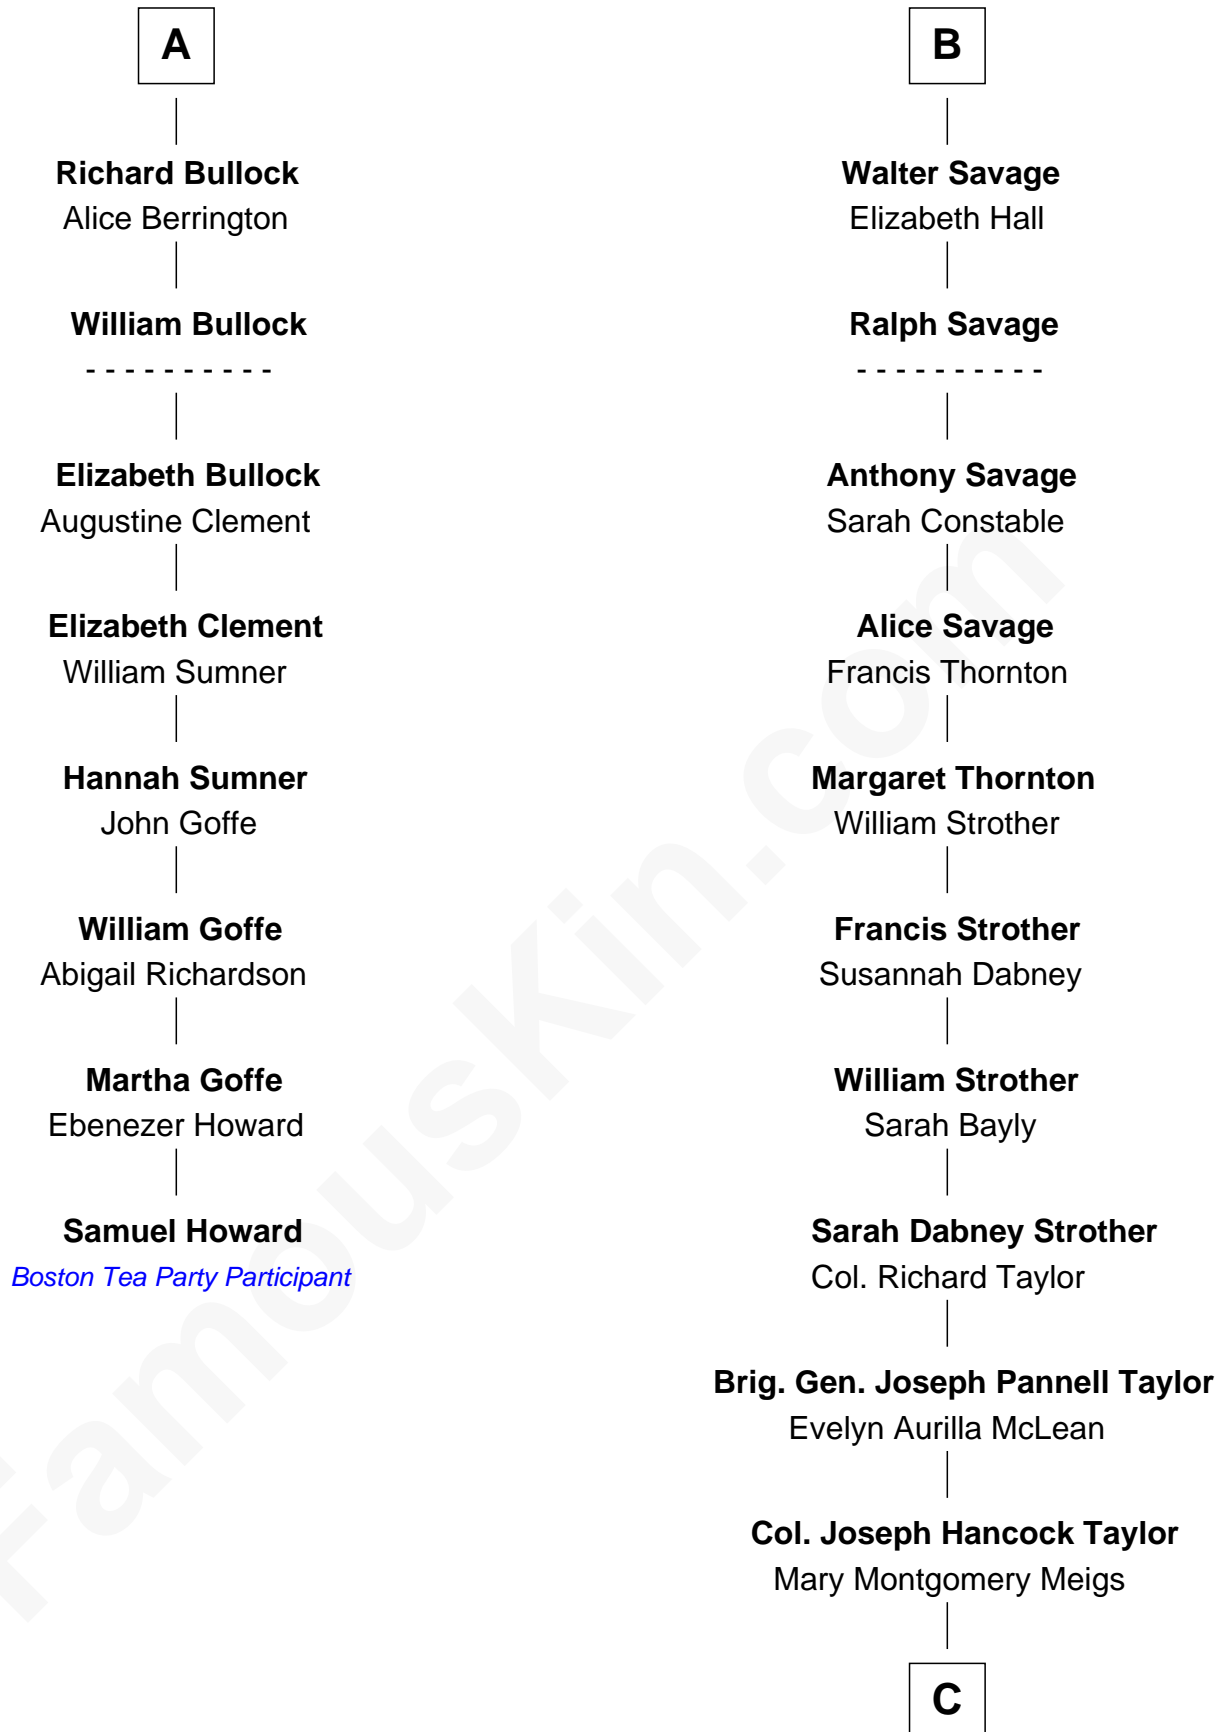 A
Richard Bullock
Alice Berrington
William Bullock
- - - - - - - - - -
Elizabeth Bullock
Augustine Clement
Elizabeth Clement
William Sumner
Hannah Sumner
John Goffe
William Goffe
Abigail Richardson
Martha Goffe
Ebenezer Howard
Samuel Howard
Boston Tea Party Participant
B
Walter Savage
Elizabeth Hall
Ralph Savage
- - - - - - - - - -
Anthony Savage
Sarah Constable
Alice Savage
Francis Thornton
Margaret Thornton
William Strother
Francis Strother
Susannah Dabney
William Strother
Sarah Bayly
Sarah Dabney Strother
Col. Richard Taylor
Brig. Gen. Joseph Pannell Taylor
Evelyn Aurilla McLean
Col. Joseph Hancock Taylor
Mary Montgomery Meigs
C
FamousKin.com